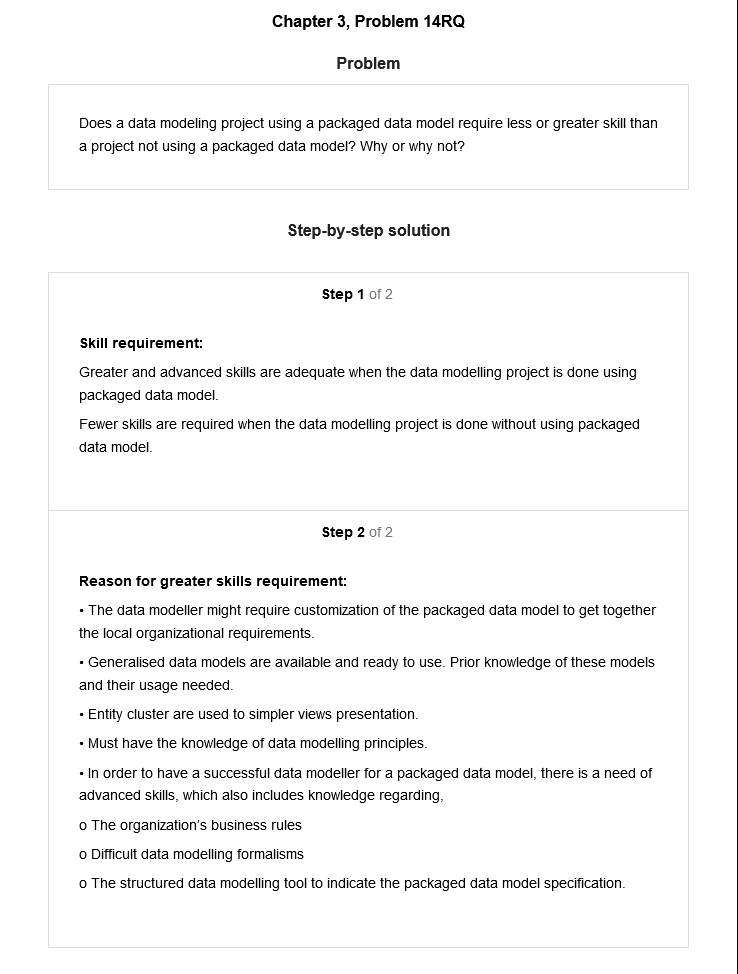 Chapter 3, Problem 14RQ
Problem
Does a data modeling project using a packaged data model require less or greater skill than
a project not using a packaged data model? Why or why not?
Step-by-step solution
Step 1 of 2
Skill requirement:
Greater and advanced skills are adequate when the data modelling project is done using
packaged data model.
Fewer skills are required when the data modelling project is done without using packaged
data model.
Step 2 of 2
Reason for greater skills requirement:
• The data modeller might require customization of the packaged data model to get together
the local organizational requirements.
• Generalised data models are available and ready to use. Prior knowledge of these models
and their usage needed.
• Entity cluster are used to simpler views presentation.
• Must have the knowledge of data modelling principles.
• In order to have a successful data modeller for a packaged data model, there is a need of
advanced skills, which also includes knowledge regarding,
o The organization's business rules
o Difficult data modelling formalisms
o The structured data modelling tool to indicate the packaged data model specification.